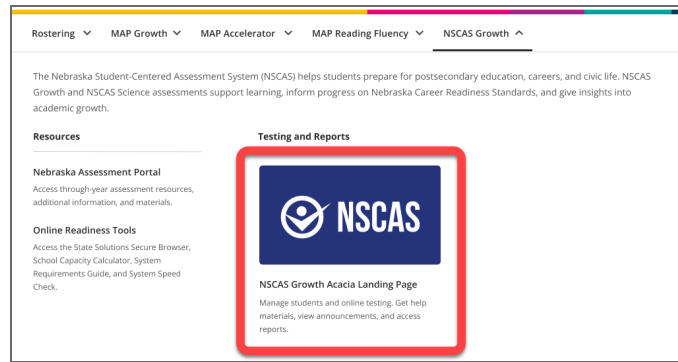 Rostering MAP Growth MAP Accelerator MAP Reading Fluency NSCAS Growth
The Nebraska Student-Centered Assessment System (NSCAS) helps students prepare for postsecondary education, careers, and civic life. NSCAS
Growth and NSCAS Science assessments support learning, inform progress on Nebraska Career Readiness Standards, and give insights into
academic growth.
Resources
Nebraska Assessment Portal
Access through-year assessment resources,
additional information, and materials.
Online Readiness Tools
Access the State Solutions Secure Browser,
School Capacity Calculator, System
Requirements Guide, and System Speed
Check.
Testing and Reports
NSCAS
NSCAS Growth Acacia Landing Page
Manage students and online testing. Get help
materials, view announcements, and access
reports.